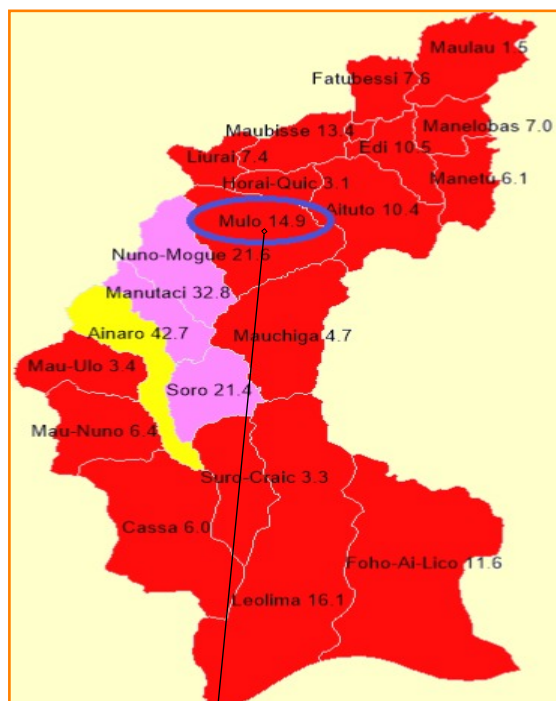 Maulau 1.5
Fatubessi 7.6
Maubisse 13.4
Manelobas 7.0
Edi 10.5
Liurai 7.4
Horai-Quic 3.1
Manetu 6.1
Aituto 10.4
Mulo 14.9
Nuno-Mogue 21.6
Manutaci 32.8
Ainaro 42.7
Mauchiga 4.7
Mau-Ulo 3.4
Soro 21.4
Mau-Nuno 6.4
Suro-Craic 3.3
Cassa 6.0
Foho-Ai-Lico 11.6
Leolima 16.1